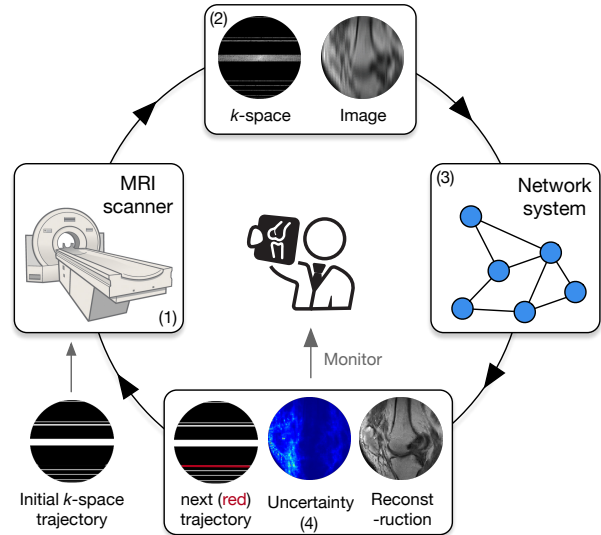 (2)
k-space
Image
MRI
scanner
(1)
(3)
Network
system
Monitor
Initial k-space
trajectory
next (red)
trajectory
Uncertainty
(4)
Reconst
-ruction